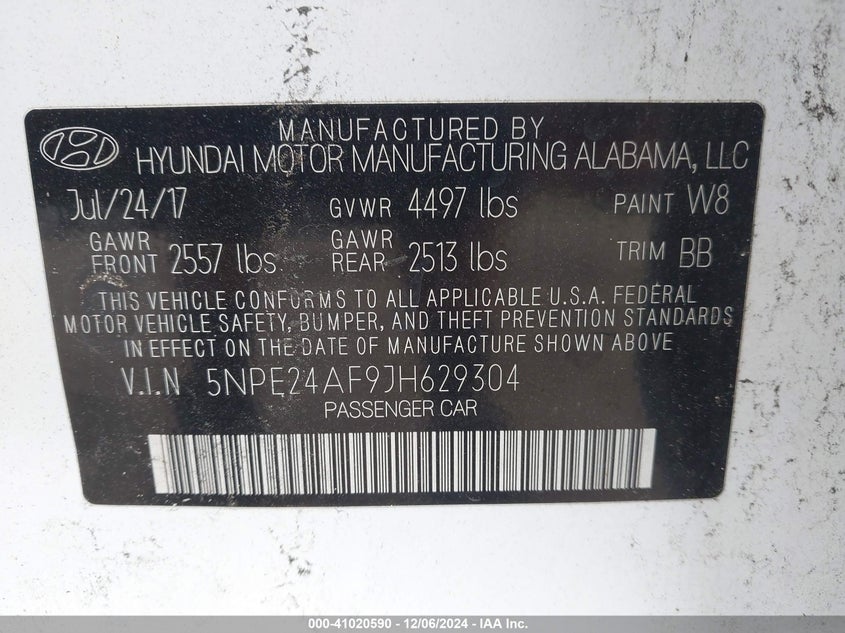 MANUFACTURED BY
HYUNDAI MOTOR MANUFACTURING ALABAMA, LLC
Jul/24/17 GVWR 4497 lbs PAINT W8
GAWR FRONT 2557 lbs GAWR REAR 2513 lbs TRIM BB
THIS VEHICLE CONFORMS TO ALL APPLICABLE U.S.A. FEDERAL
MOTOR VEHICLE SAFETY, BUMPER, AND THEFT PREVENTION STANDARDS
IN EFFECT ON THE DATE OF MANUFACTURE SHOWN ABOVE
V.I.N 5NPE24AF9JH629304
PASSENGER CAR
000-41020590 - 12/06/2024 - IAA Inc.